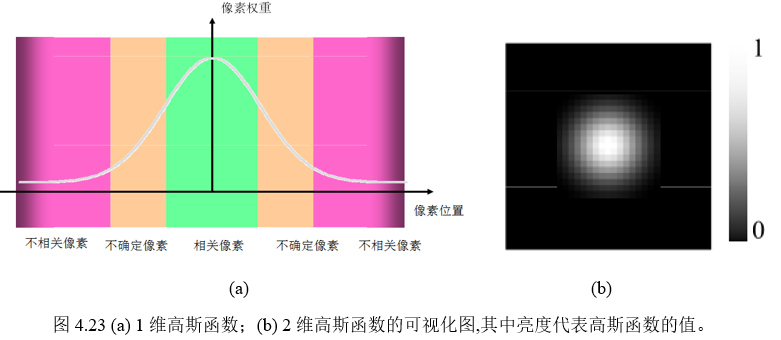 像素权重
1
像素位置
0
不相关像素 不确定像素 相关像素 不确定像素 不相关像素
(a) (b)
图 4.23 (a) 1 维高斯函数；(b) 2 维高斯函数的可视化图,其中亮度代表高斯函数的值。